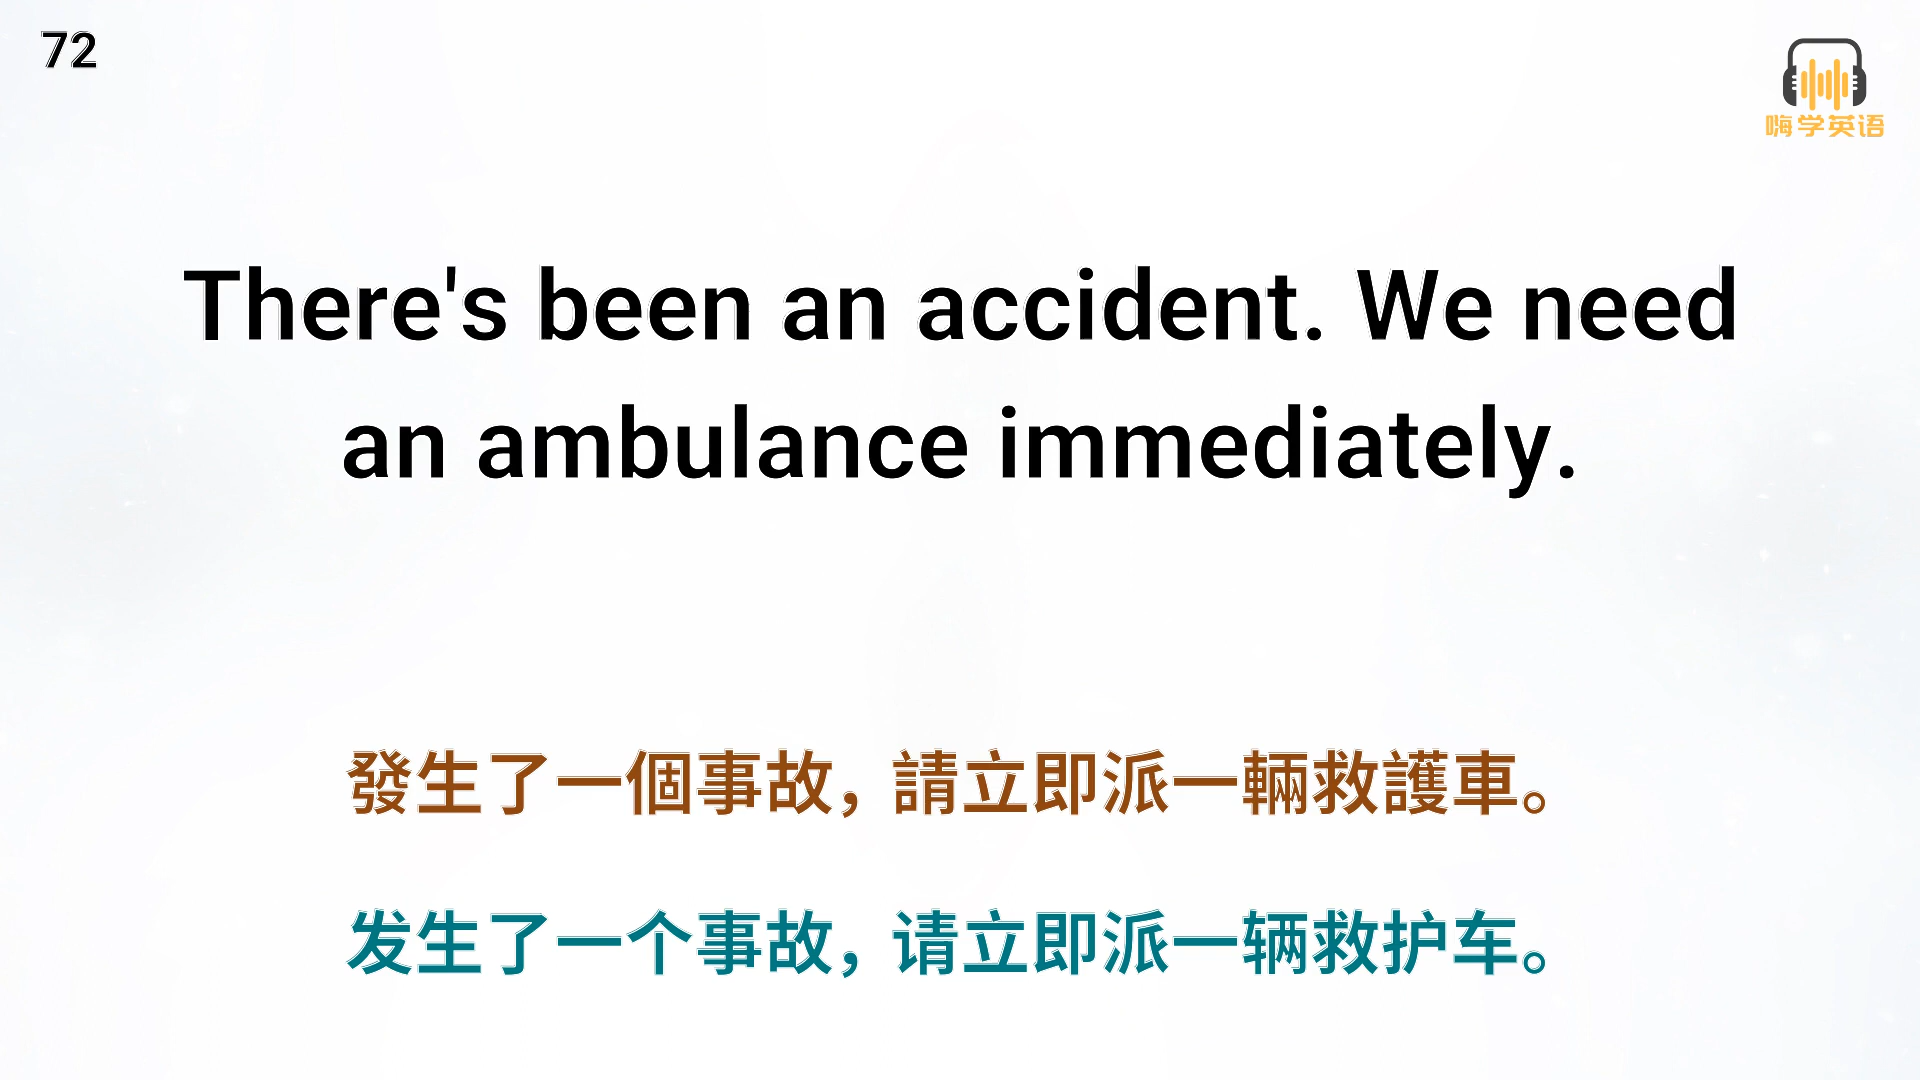 72
嗨学英语
There's been an accident. We need
an ambulance immediately.
發生了一個事故，請立即派一輛救護車。
发生了一个事故，请立即派一辆救护车。